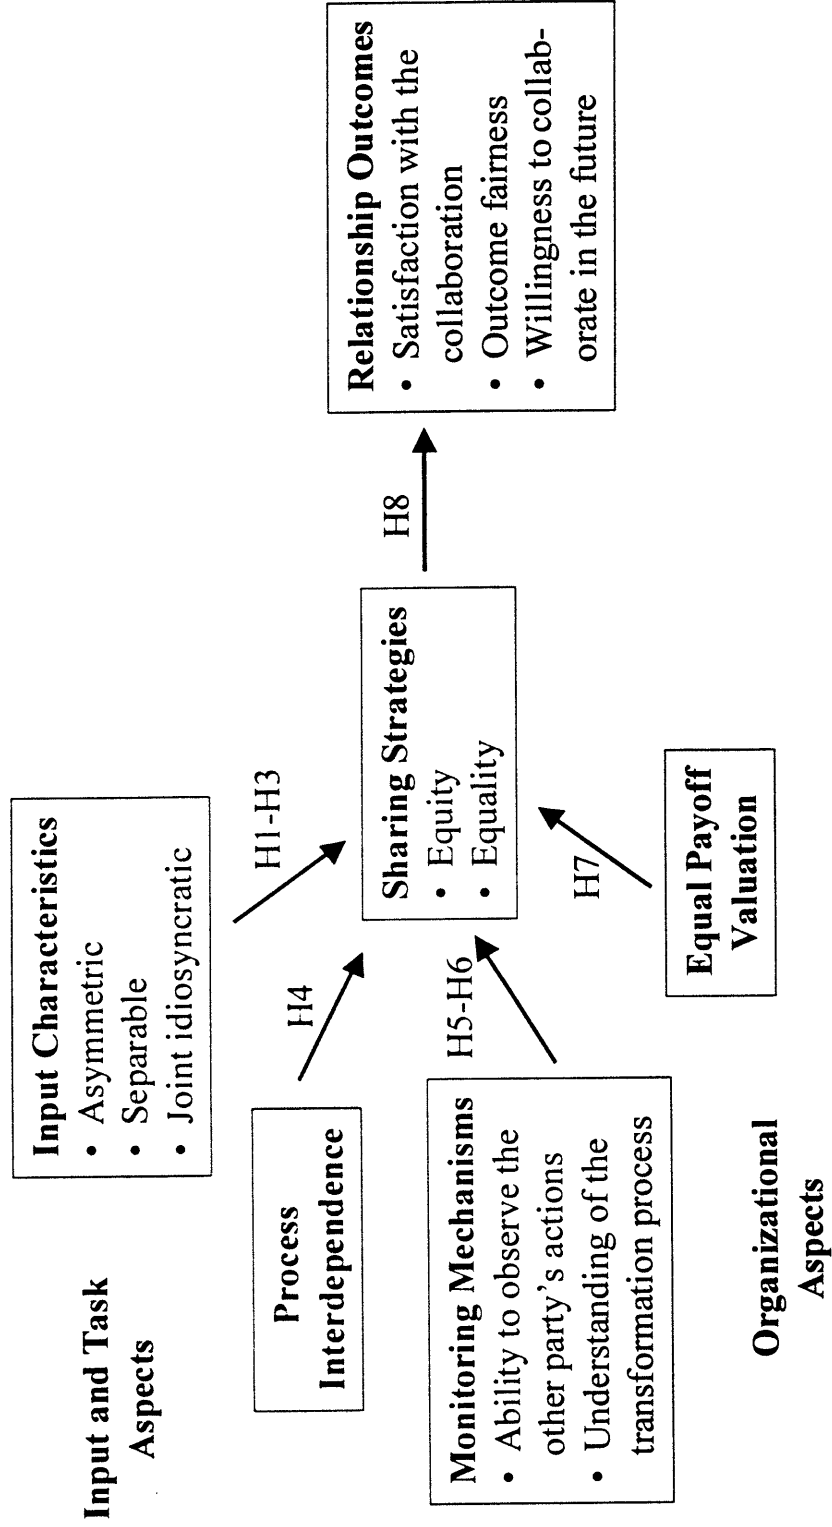 Input and Task
Aspects
Input Characteristics
• Asymmetric
• Separable
• Joint idiosyncratic
H1-H3
Process
Interdependence
H4
Monitoring Mechanisms
• Ability to observe the
other party's actions
• Understanding of the
transformation process
H5-H6
Organizational
Aspects
Equal Payoff
Valuation
H7
Sharing Strategies
• Equity
• Equality
H8
Relationship Outcomes
• Satisfaction with the
collaboration
• Outcome fairness
• Willingness to collab-
orate in the future